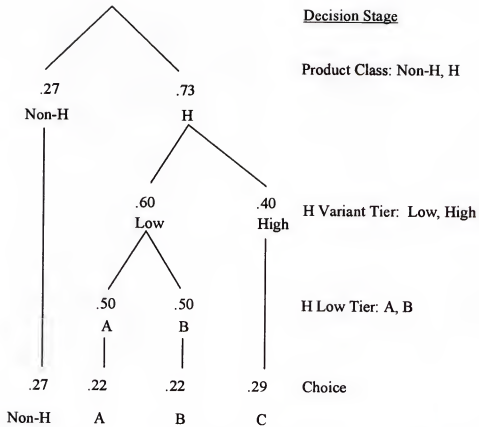 Decision Stage
.27 .73 Product Class: Non-H, H
Non-H H
.60 .40
Low High H Variant Tier: Low, High
.50 .50 H Low Tier: A, B
A B
.27 .22 .22 .29 Choice
Non-H A B C